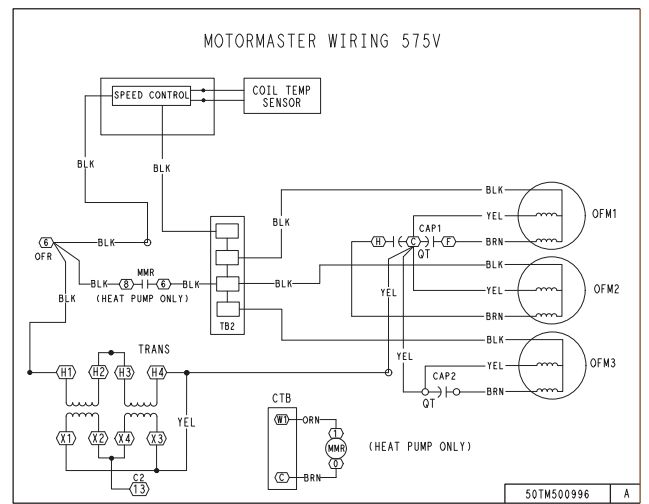 MOTORMASTER WIRING 575V
SPEED CONTROL
COIL TEMP
SENSOR
BLK
BLK
BLK
BLK
YEL
BRN
OFM1
H
C
CAP1
F
QT
6
OFR
BLK
BLK
8
MMR
6
BLK
(HEAT PUMP ONLY)
BLK
TB2
BLK
BLK
YEL
YEL
BRN
OFM2
BLK
YEL
YEL
BRN
OFM3
CAP2
QT
TRANS
H1
H2
H3
H4
X1
X2
X4
X3
YEL
C2
13
CTB
W1
ORN
1
MMR
0
C
BRN
(HEAT PUMP ONLY)
50TM500996
A